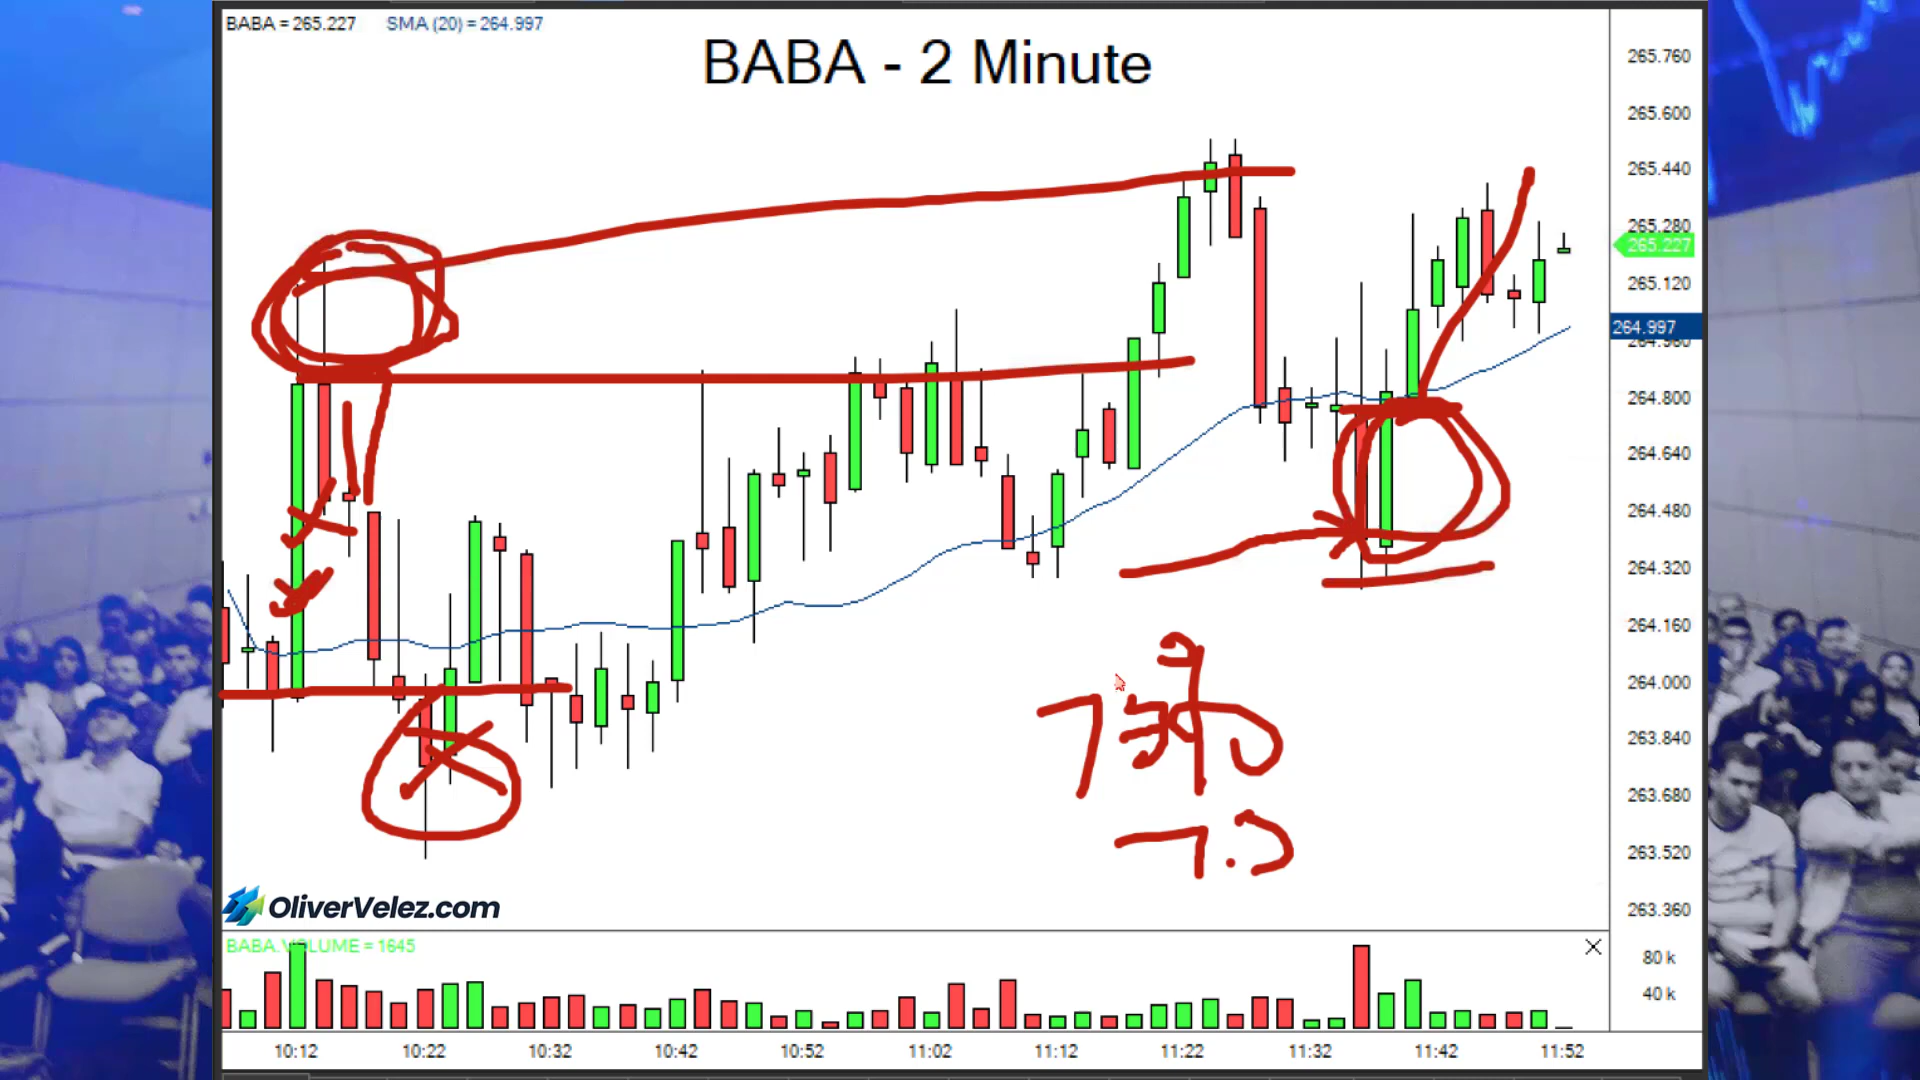 BABA = 265.227 SMA (20) = 264.997
BABA - 2 Minute
265.760
265.600
265.440
265.280
265.227
265.120
264.997
264.960
264.800
264.640
264.480
264.320
264.160
264.000
263.840
263.680
263.520
263.360
OliverVelez.com
BABA.VOLUME = 1645
80 k
40 k
10:12 10:22 10:32 10:42 10:52 11:02 11:12 11:22 11:32 11:42 11:52